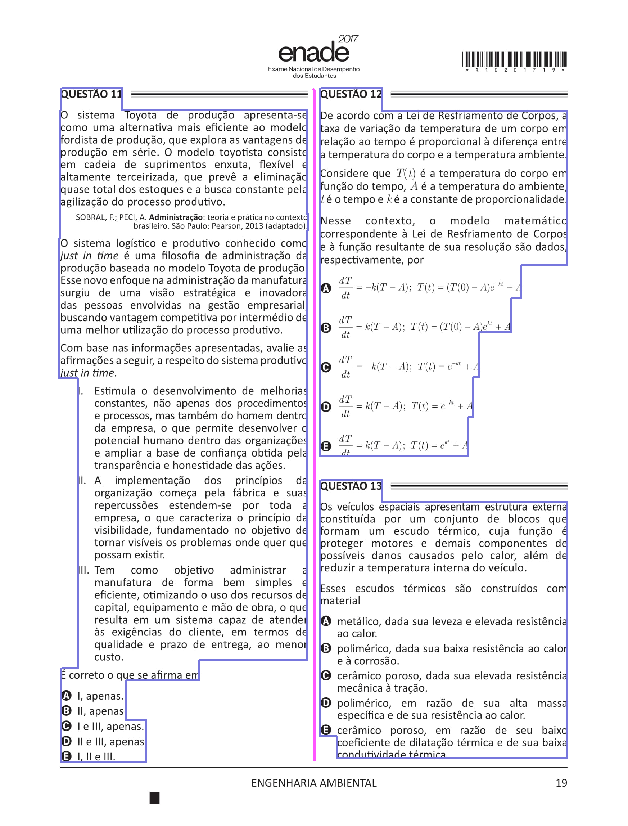 enade 2017
Exame Nacional de Desempenho
dos Estudantes
QUESTÃO 11
O sistema Toyota de produção apresenta-se
como uma alternativa mais eficiente ao modelo
fordista de produção, que explora as vantagens de
produção em série. O modelo toyotista consiste
em cadeia de suprimentos enxuta, flexível e
altamente terceirizada, que prevê a eliminação
quase total dos estoques e a busca constante pela
agilização do processo produtivo.
SOBRAL, F.; PECI, A. Administração: teoria e prática no contexto
brasileiro. São Paulo: Pearson, 2013 (adaptado).
O sistema logístico e produtivo conhecido como
just in time é uma filosofia de administração da
produção baseada no modelo Toyota de produção.
Esse novo enfoque na administração da manufatura
surgiu de uma visão estratégica e inovadora
das pessoas envolvidas na gestão empresarial,
buscando vantagem competitiva por intermédio de
uma melhor utilização do processo produtivo.
Com base nas informações apresentadas, avalie as
afirmações a seguir, a respeito do sistema produtivo
just in time.
I. Estimula o desenvolvimento de melhorias
constantes, não apenas dos procedimentos
e processos, mas também do homem dentro
da empresa, o que permite desenvolver o
potencial humano dentro das organizações
e ampliar a base de confiança obtida pela
transparência e honestidade das ações.
II. A implementação dos princípios da
organização começa pela fábrica e suas
repercussões estendem-se por toda a
empresa, o que caracteriza o princípio da
visibilidade, fundamentado no objetivo de
tornar visíveis os problemas onde quer que
possam existir.
III. Tem como objetivo administrar a
manufatura de forma bem simples e
eficiente, otimizando o uso dos recursos de
capital, equipamento e mão de obra, o que
resulta em um sistema capaz de atender
às exigências do cliente, em termos de
qualidade e prazo de entrega, ao menor
custo.
É correto o que se afirma em
A I, apenas.
B II, apenas
C I e III, apenas.
D II e III, apenas
E I, II e III.
QUESTÃO 12
De acordo com a Lei de Resfriamento de Corpos, a
taxa de variação da temperatura de um corpo em
relação ao tempo é proporcional à diferença entre
a temperatura do corpo e a temperatura ambiente.
Considere que T(t) é a temperatura do corpo em
função do tempo, A é a temperatura do ambiente,
t é o tempo e k é a constante de proporcionalidade.
Nesse contexto, o modelo matemático
correspondente à Lei de Resfriamento de Corpos
e à função resultante de sua resolução são dados,
respectivamente, por
A dT/dt = -k(T - A); T(t) = (T(0) - A)e^-kt - A
B dT/dt = k(T - A); T(t) = (T(0) - A)e^kt + A
C dT/dt = -k(T - A); T(t) = e^-kt + A
D dT/dt = k(T - A); T(t) = e^-kt + A
E dT/dt = k(T - A); T(t) = e^kt - A
QUESTÃO 13
Os veículos espaciais apresentam estrutura externa
constituída por um conjunto de blocos que
formam um escudo térmico, cuja função é
proteger motores e demais componentes de
possíveis danos causados pelo calor, além de
reduzir a temperatura interna do veículo.
Esses escudos térmicos são construídos com
material
A metálico, dada sua leveza e elevada resistência
ao calor.
B polimérico, dada sua baixa resistência ao calor
e à corrosão.
C cerâmico poroso, dada sua elevada resistência
mecânica à tração.
D polimérico, em razão de sua alta massa
específica e de sua resistência ao calor.
E cerâmico poroso, em razão de seu baixo
coeficiente de dilatação térmica e de sua baixa
condutividade térmica
ENGENHARIA AMBIENTAL
19